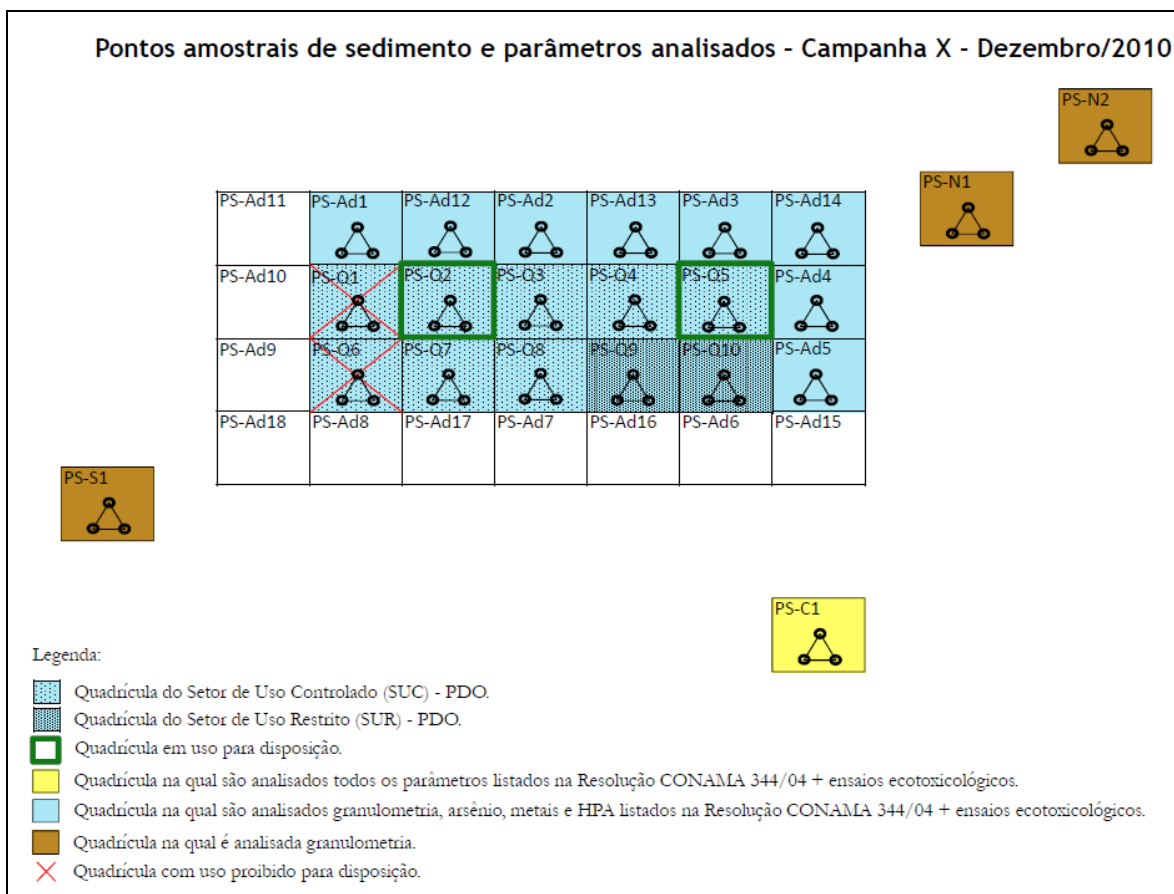 Pontos amostrais de sedimento e parâmetros analisados - Campanha X - Dezembro/2010
PS-N2
PS-N1
PS-Ad11 PS-Ad1 PS-Ad12 PS-Ad2 PS-Ad13 PS-Ad3 PS-Ad14
PS-Ad10 PS-Q1 PS-Q2 PS-Q3 PS-Q4 PS-Q5 PS-Ad4
PS-Ad9 PS-Q6 PS-Q7 PS-Q8 PS-Q9 PS-Q10 PS-Ad5
PS-Ad18 PS-Ad8 PS-Ad17 PS-Ad7 PS-Ad16 PS-Ad6 PS-Ad15
PS-S1
PS-C1
Legenda:
Quadrícula do Setor de Uso Controlado (SUC) - PDO.
Quadrícula do Setor de Uso Restrito (SUR) - PDO.
Quadrícula em uso para disposição.
Quadrícula na qual são analisados todos os parâmetros listados na Resolução CONAMA 344/04 + ensaios ecotoxicológicos.
Quadrícula na qual são analisados granulometria, arsênio, metais e HPA listados na Resolução CONAMA 344/04 + ensaios ecotoxicológicos.
Quadrícula na qual é analisada granulometria.
Quadrícula com uso proibido para disposição.